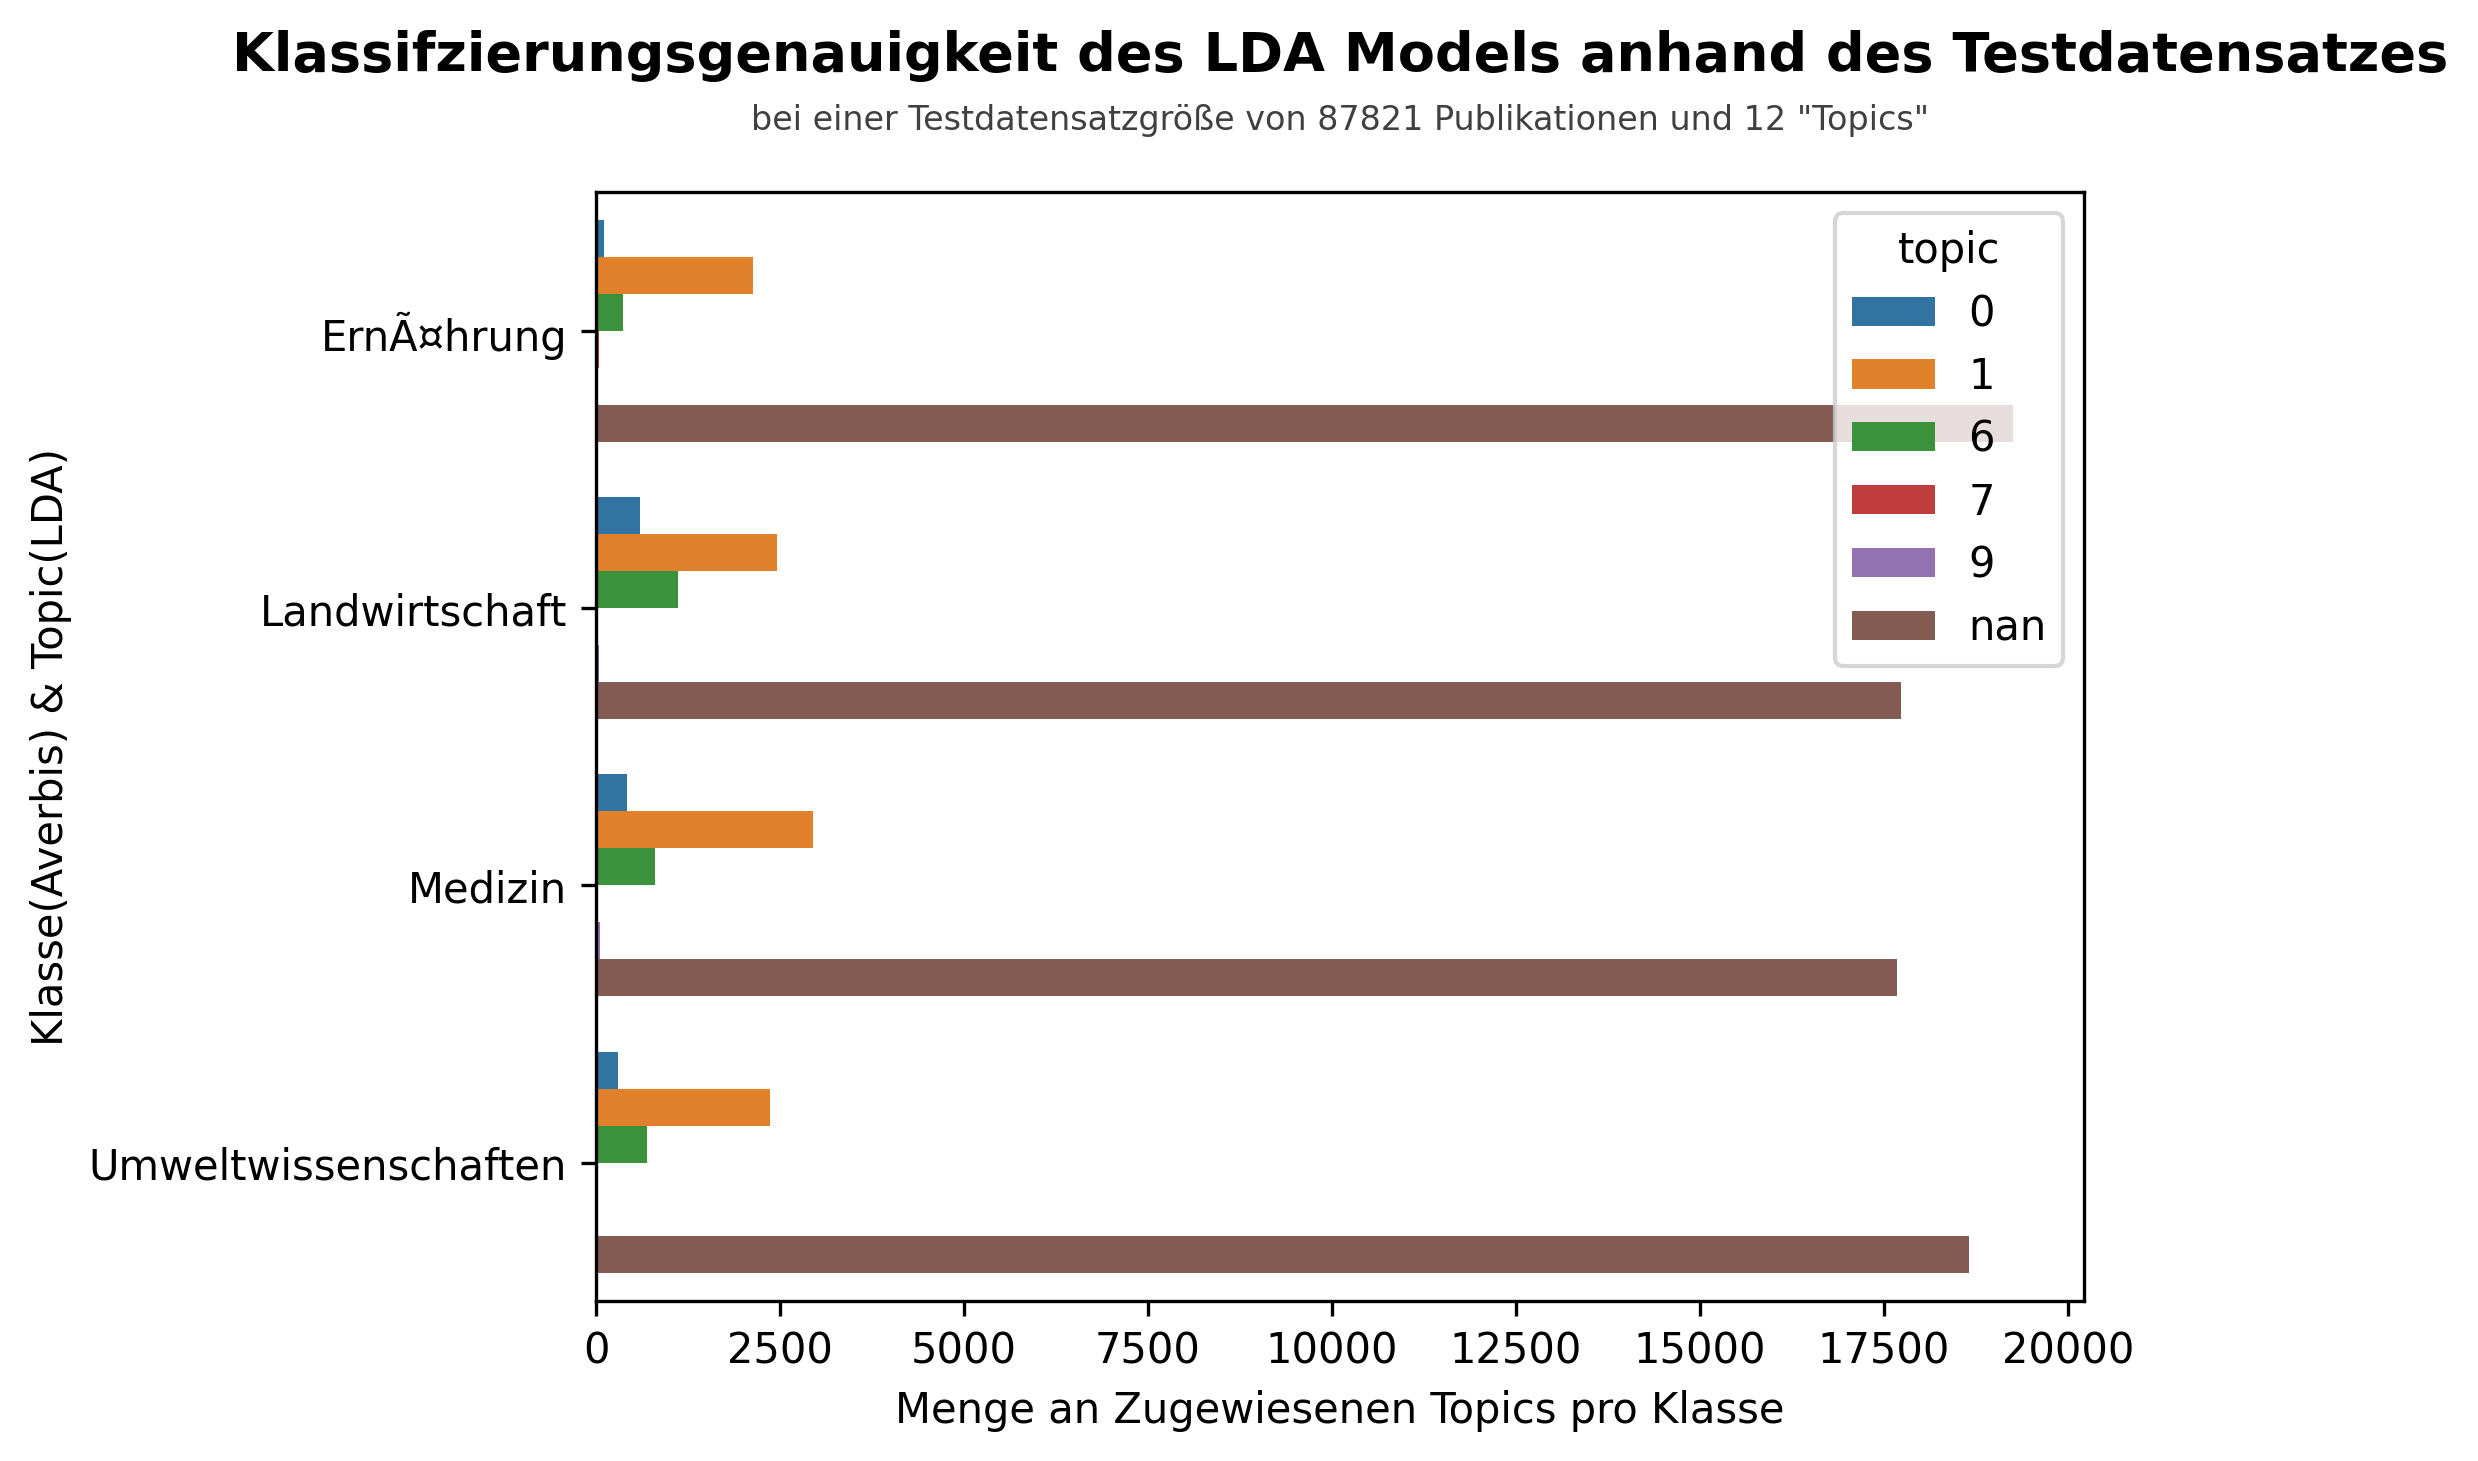 Klassifzierungsgenauigkeit des LDA Models anhand des Testdatensatzes
bei einer Testdatensatzgröße von 87821 Publikationen und 12 "Topics"
Klasse(Averbis) & Topic(LDA)
ErnÃ¤hrung
Landwirtschaft
Medizin
Umweltwissenschaften
topic
0
1
6
7
9
nan
0 2500 5000 7500 10000 12500 15000 17500 20000
Menge an Zugewiesenen Topics pro Klasse